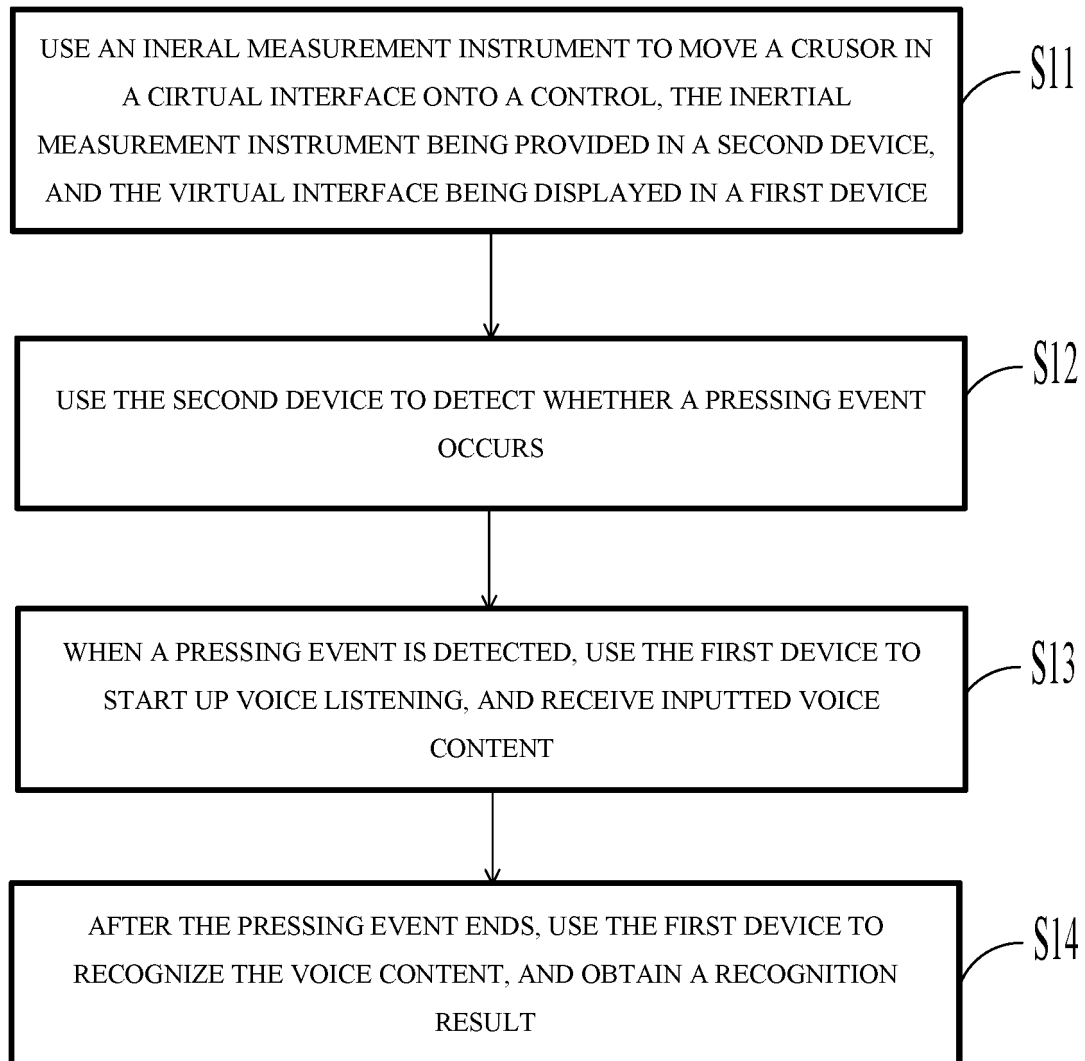 USE AN INERAL MEASUREMENT INSTRUMENT TO MOVE A CRUSOR IN
A CIRTUAL INTERFACE ONTO A CONTROL, THE INERTIAL
MEASUREMENT INSTRUMENT BEING PROVIDED IN A SECOND DEVICE,
AND THE VIRTUAL INTERFACE BEING DISPLAYED IN A FIRST DEVICE
S11
USE THE SECOND DEVICE TO DETECT WHETHER A PRESSING EVENT
OCCURS
S12
WHEN A PRESSING EVENT IS DETECTED, USE THE FIRST DEVICE TO
START UP VOICE LISTENING, AND RECEIVE INPUTTED VOICE
CONTENT
S13
AFTER THE PRESSING EVENT ENDS, USE THE FIRST DEVICE TO
RECOGNIZE THE VOICE CONTENT, AND OBTAIN A RECOGNITION
RESULT
S14